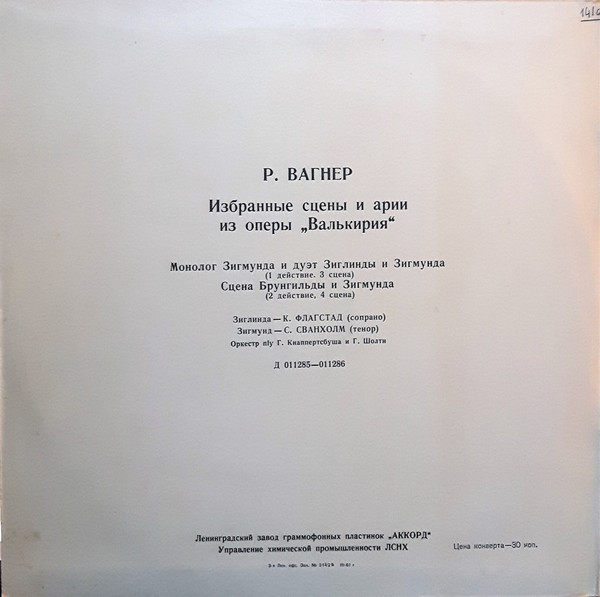 1486
Р. ВАГНЕР
Избранные сцены и арии
из оперы „Валькирия“
Монолог Зигмунда и дуэт Зиглинды и Зигмунда
(1 действие, 3 сцена)
Сцена Брунгильды и Зигмунда
(2 действие, 4 сцена)
Зиглинда — К. ФЛАГСТАД (сопрано)
Зигмунд — С. СВАНХОЛМ (тенор)
Оркестр п/у Г. Кнаппертсбуша и Г. Шолти
Д 011285—011286
Ленинградский завод граммофонных пластинок „АККОРД“
Управление химической промышленности ЛСНХ
Цена конверта—30 коп.